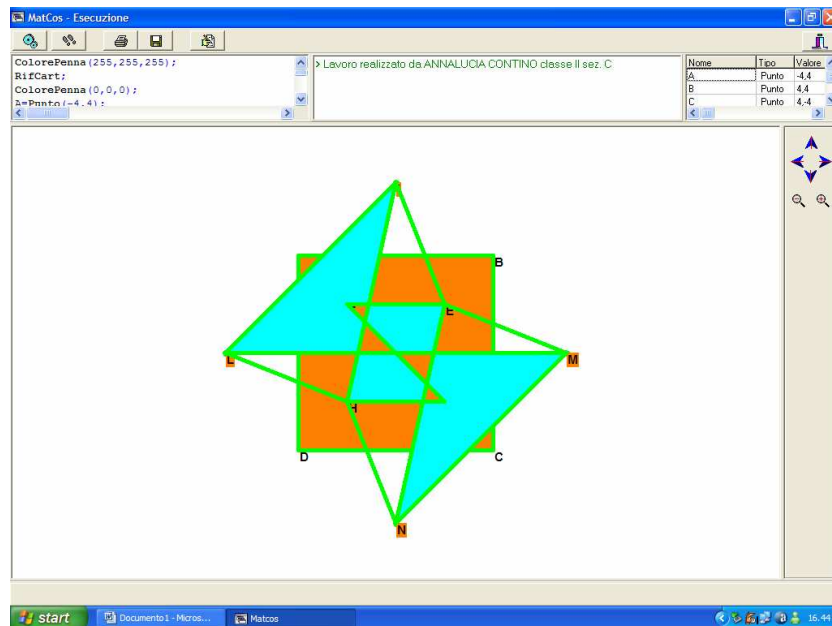 MatCos - Esecuzione
ColorePenna(255,255,255);
RifCart;
ColorePenna(0,0,0);
A=Punto(-4,4);
> Lavoro realizzato da ANNALUCIA CONTINO classe II sez. C
Nome Tipo Valore
A Punto -4,4
B Punto 4,4
C Punto 4,-4
B
E
L
M
H
D
C
N
start
Documento1 - Micros...
Matcos
16.44